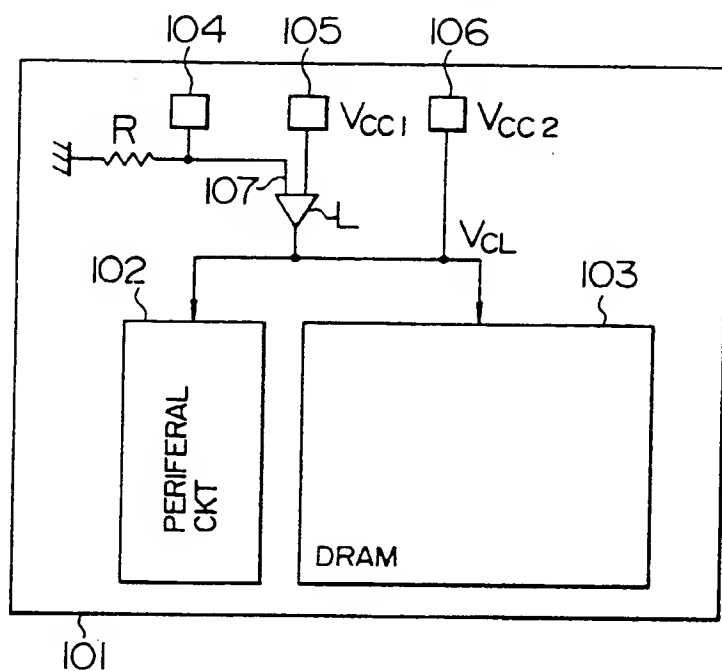 104 105 106
R VCC1 VCC2
107 L
VCL
102 103
PERIFERAL
CKT
DRAM
101